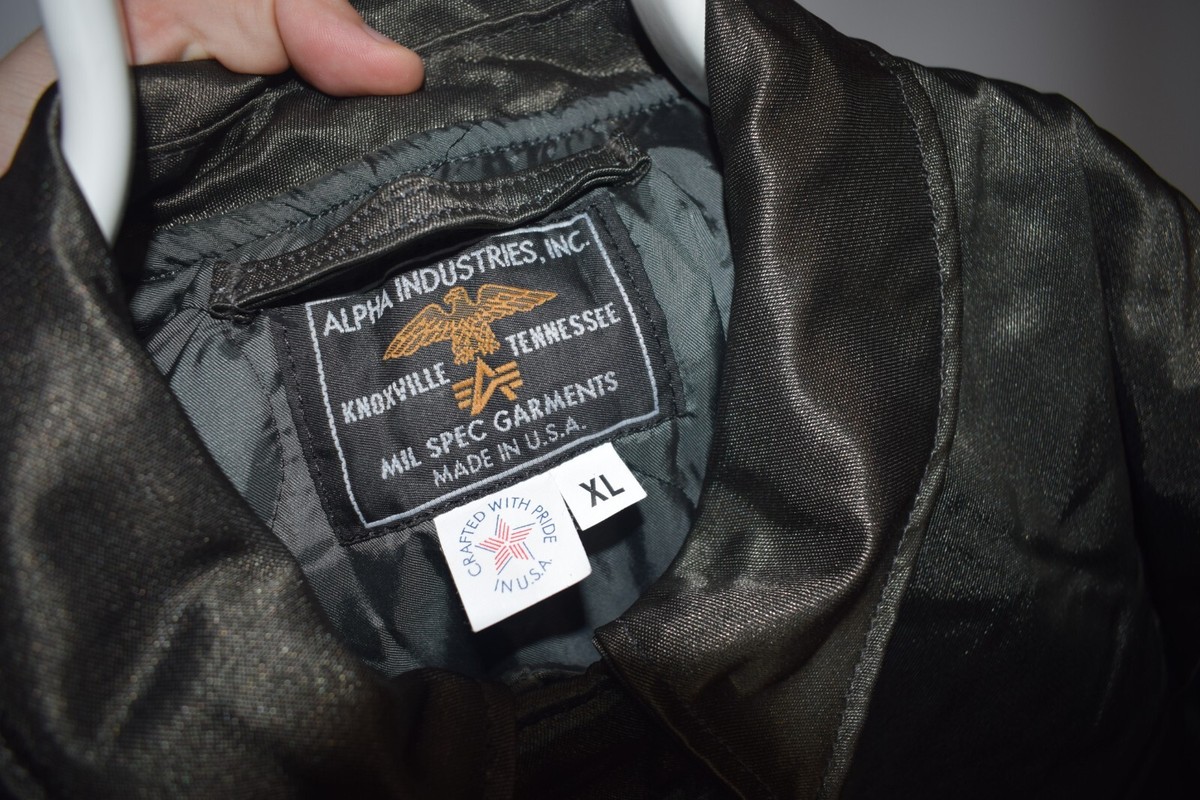 ALPHA INDUSTRIES, INC.
KNOXVILLE TENNESSEE
MIL SPEC GARMENTS
MADE IN U.S.A.
XL
CRAFTED WITH PRIDE
IN U.S.A.